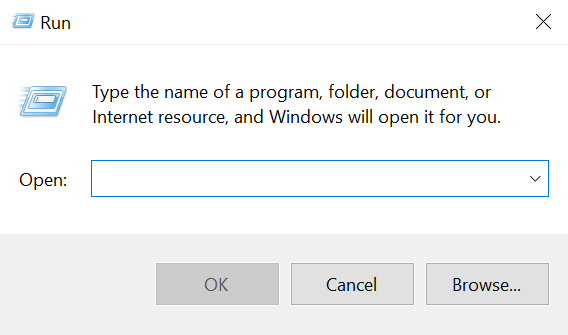 Run
Type the name of a program, folder, document, or
Internet resource, and Windows will open it for you.
Open:
OK Cancel Browse...